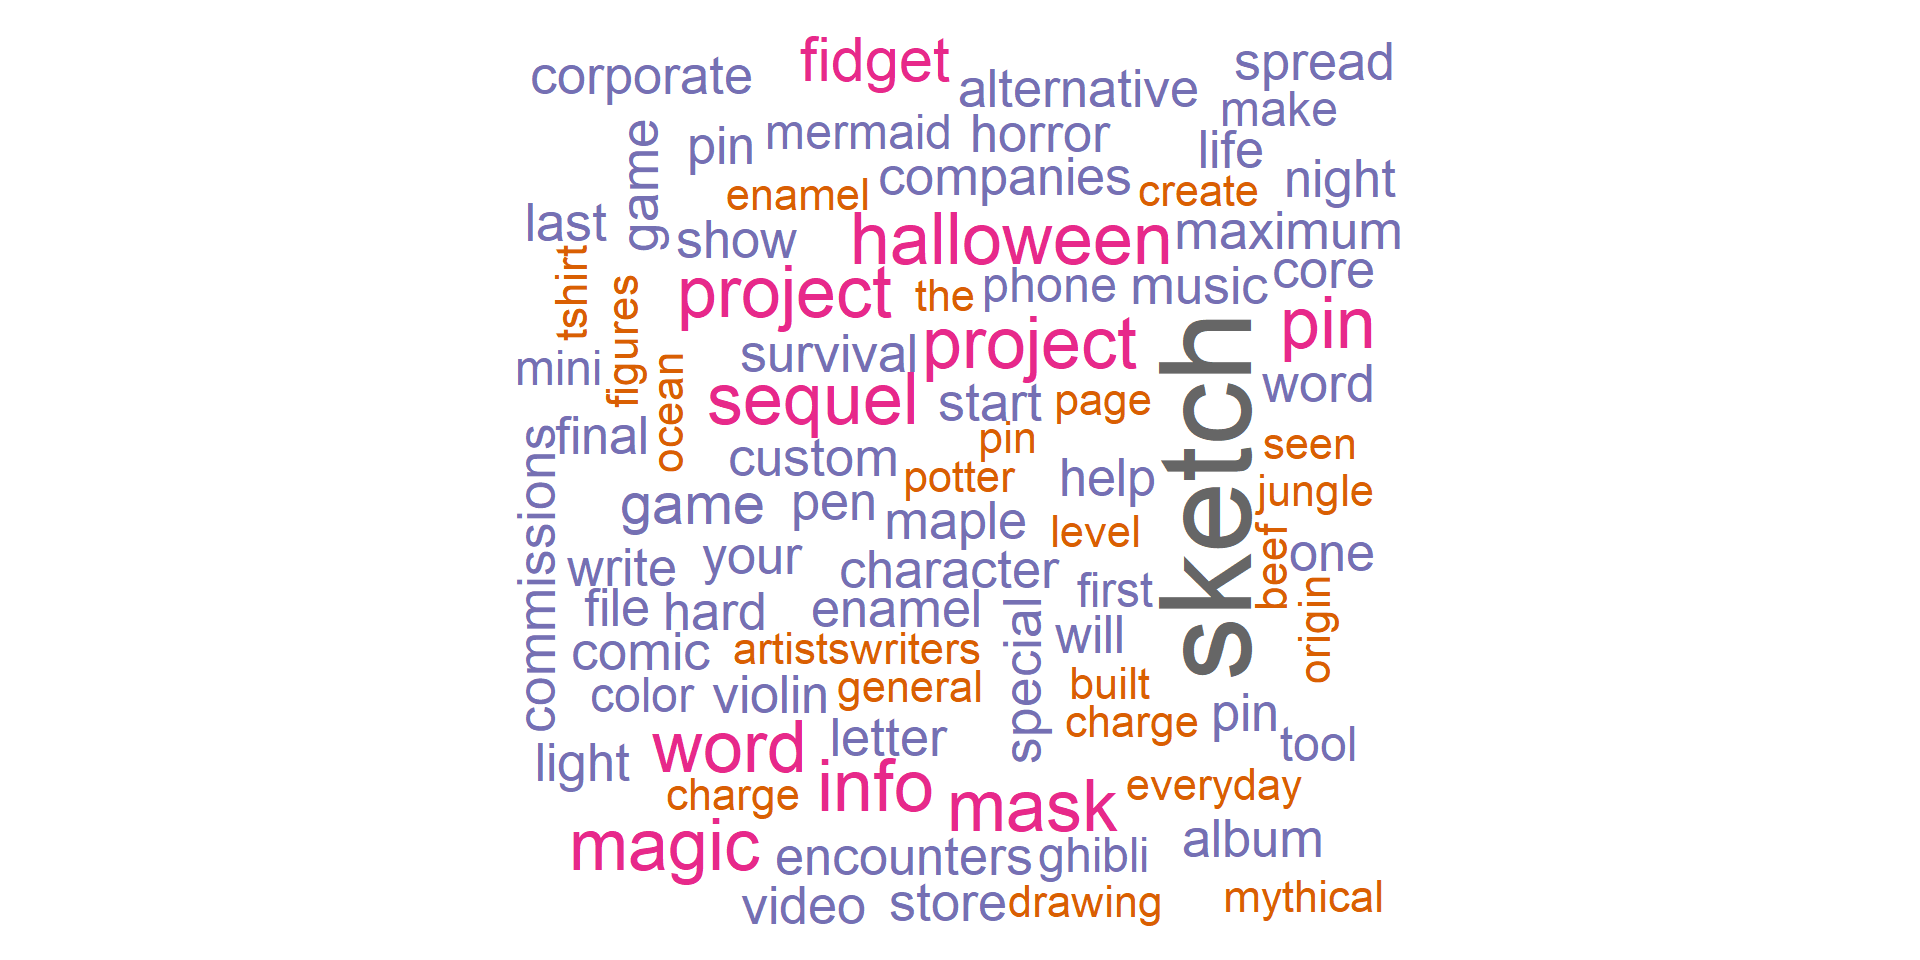 corporate
fidget
alternative
spread
make
game
pin
mermaid
horror
life
companies
night
enamel
create
last
show
halloween
maximum
tshirt
figures
project
the
phone
music
core
pin
project
survival
mini
ocean
sequel
start
page
word
sketch
final
pin
seen
commissions
custom
potter
help
jungle
game
pen
maple
level
beef
one
write
your
character
first
origin
file
hard
enamel
special
will
comic
artistswriters
color
violin
general
built
charge
pin
tool
light
word
letter
charge
info
mask
everyday
magic
encounters
ghibli
album
video
store
drawing
mythical